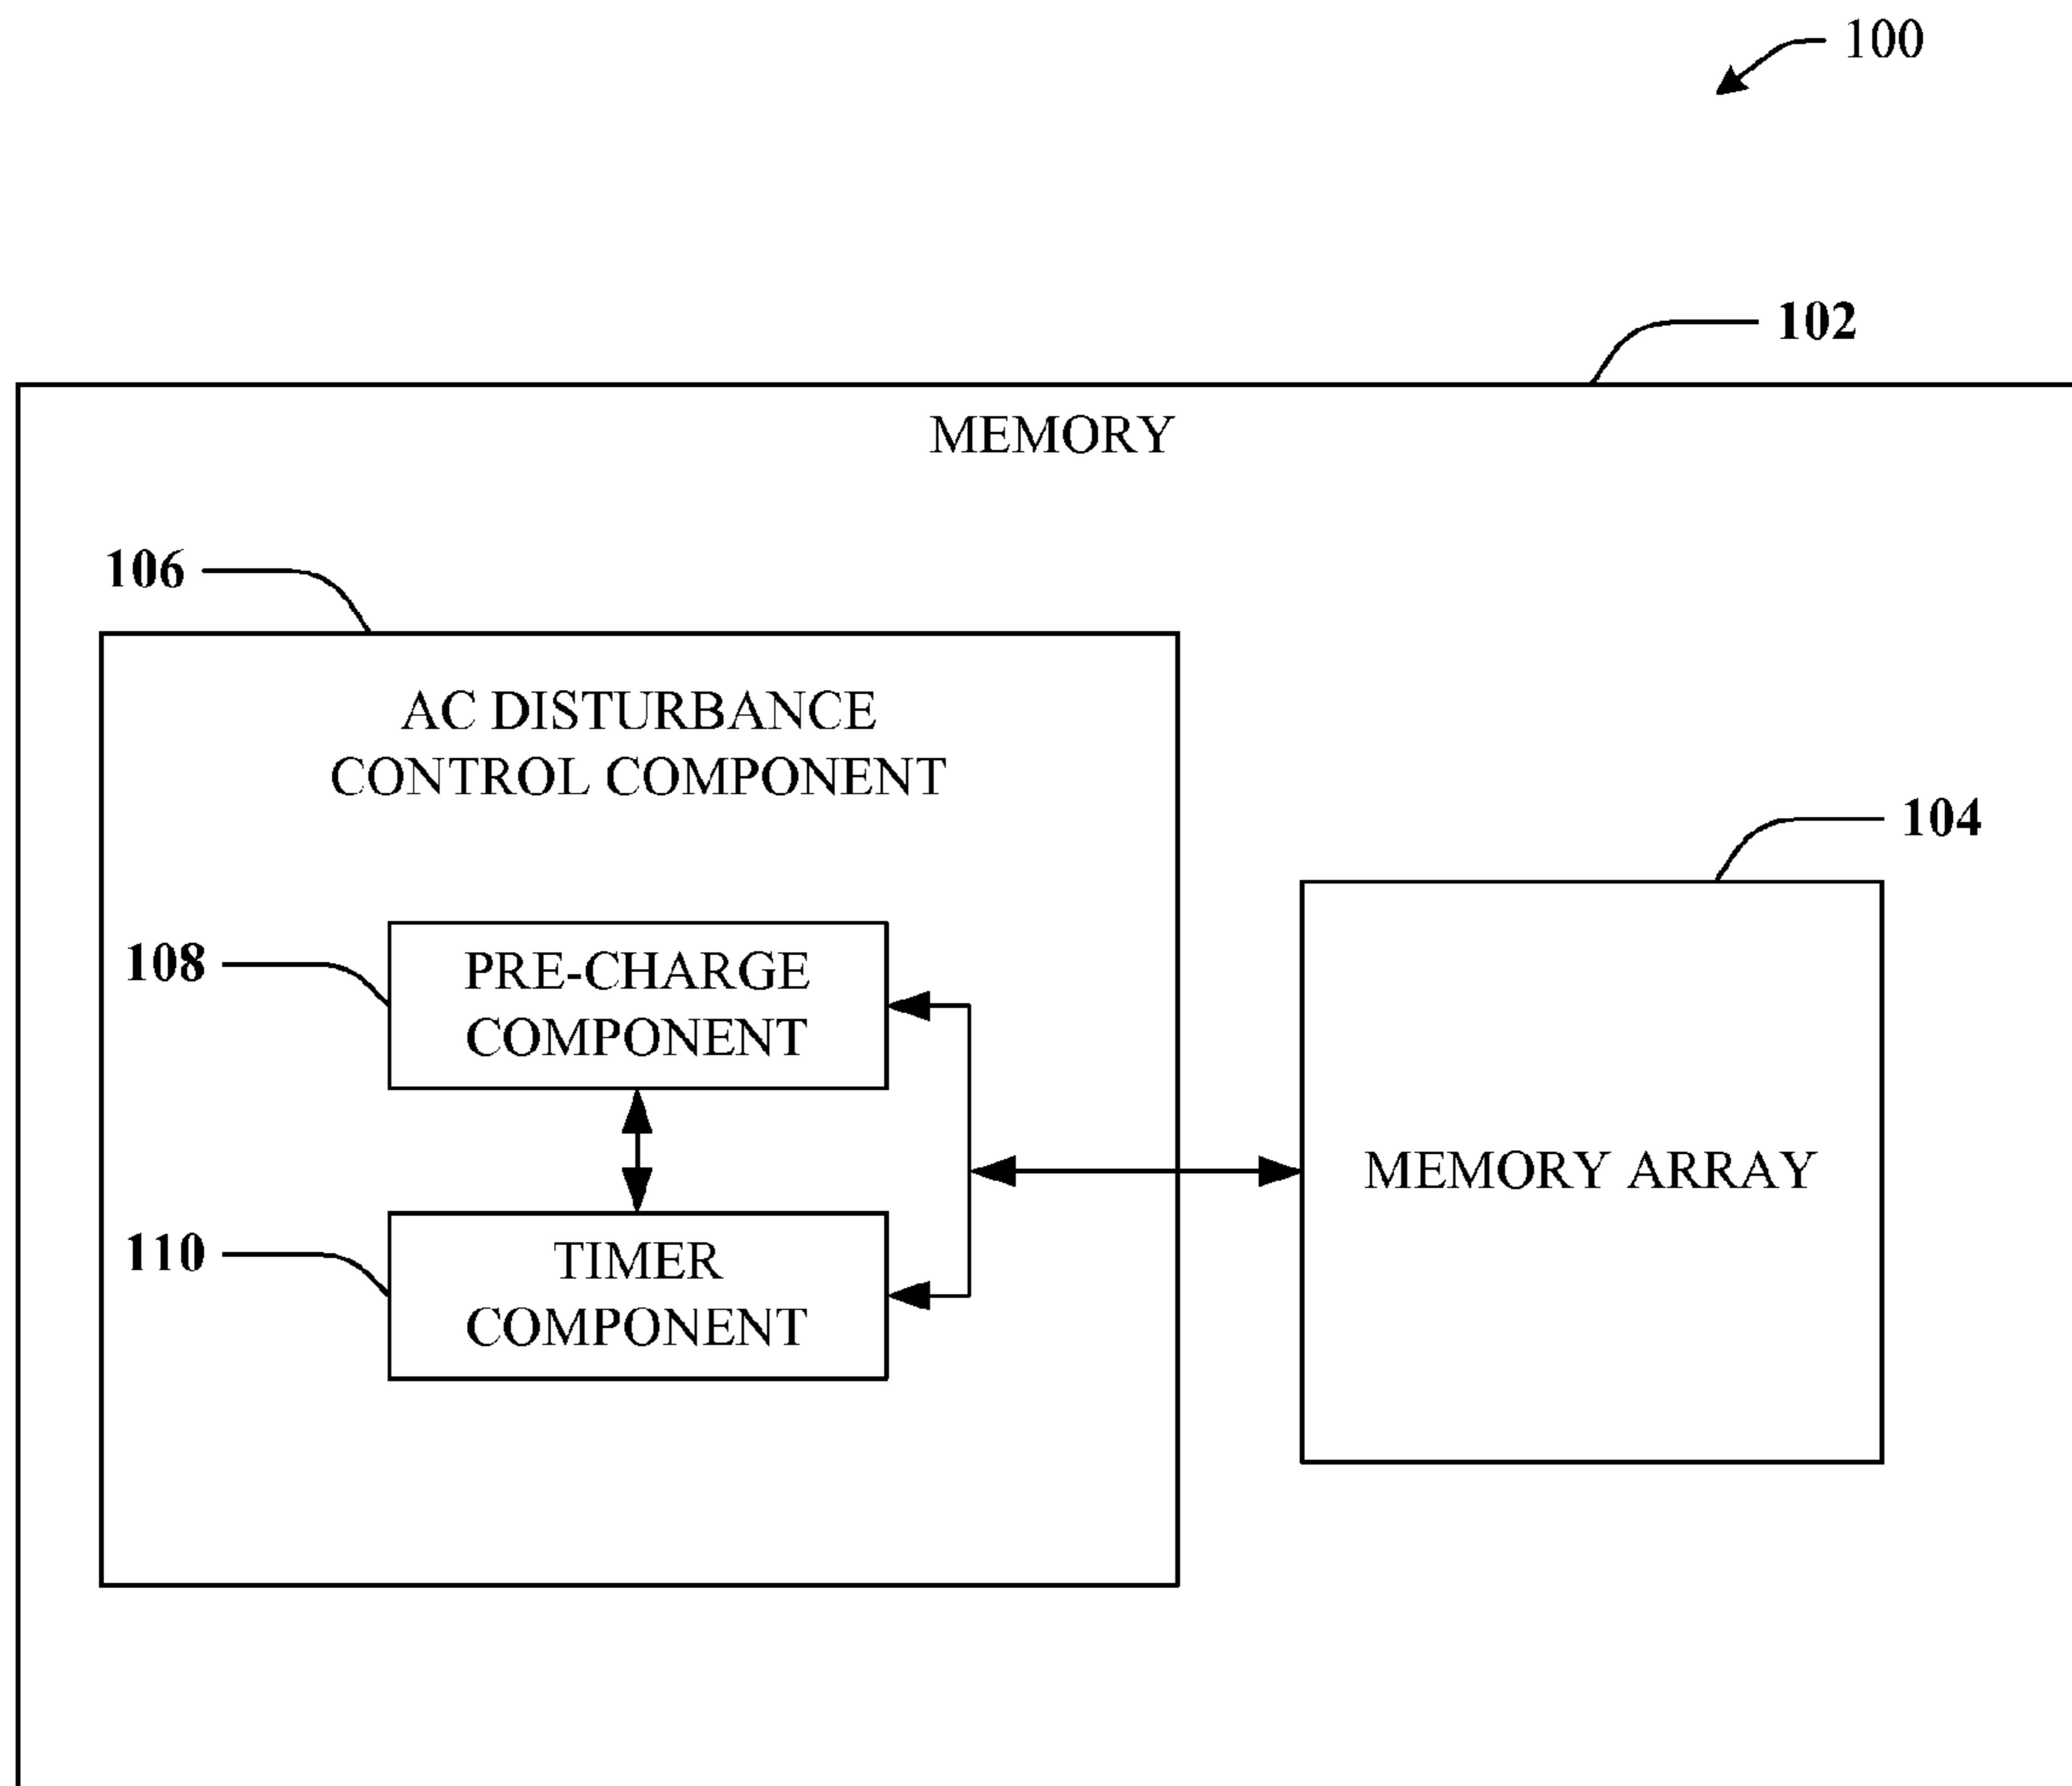 100
102
MEMORY
106
AC DISTURBANCE
CONTROL COMPONENT
104
108
PRE-CHARGE
COMPONENT
MEMORY ARRAY
110
TIMER
COMPONENT